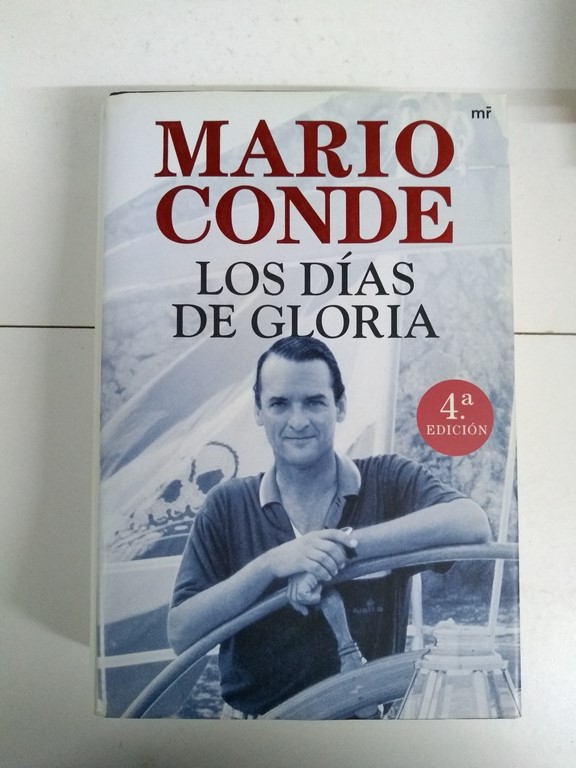 mr
MARIO
CONDE
LOS DÍAS
DE GLORIA
4.ª
EDICIÓN